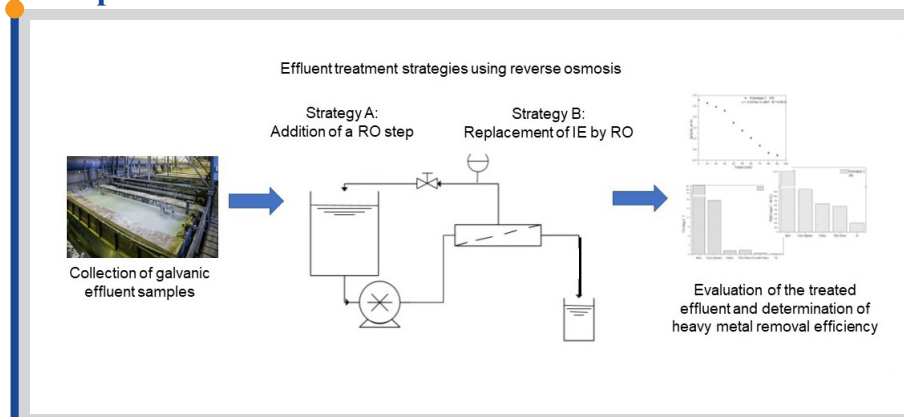 Effluent treatment strategies using reverse osmosis
Strategy A:
Addition of a RO step
Strategy B:
Replacement of IE by RO
Collection of galvanic
effluent samples
Evaluation of the treated
effluent and determination of
heavy metal removal efficiency